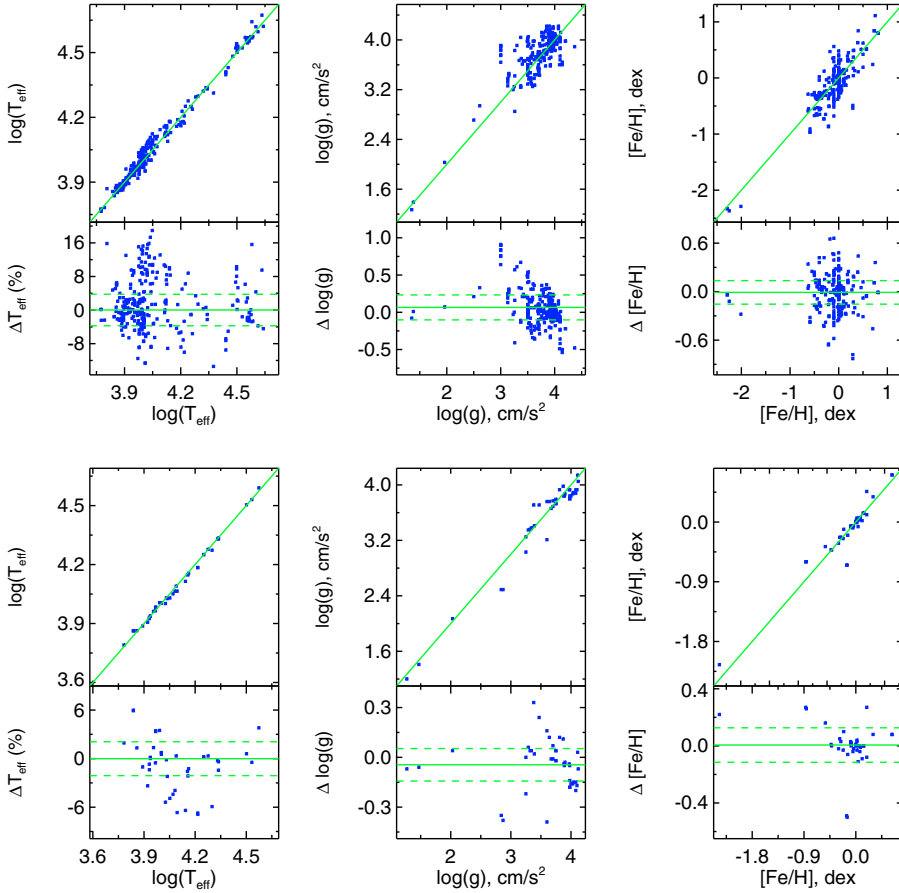 log(T_eff)
4.5
4.2
3.9
log(g), cm/s²
4.0
3.2
2.4
1.6
[Fe/H], dex
1
0
-1
-2
ΔT_eff (%)
16
8
0
-8
3.9 4.2 4.5
log(T_eff)
Δ log(g)
1.0
0.5
0.0
-0.5
2 3 4
log(g), cm/s²
Δ [Fe/H]
0.6
0.0
-0.6
-2 -1 0 1
[Fe/H], dex
log(T_eff)
4.5
4.2
3.9
3.6
log(g), cm/s²
4.0
3.2
2.4
1.6
[Fe/H], dex
0.0
-0.9
-1.8
ΔT_eff (%)
6
0
-6
3.6 3.9 4.2 4.5
log(T_eff)
Δ log(g)
0.3
0.0
-0.3
2 3 4
log(g), cm/s²
Δ [Fe/H]
0.4
0.0
-0.4
-1.8 -0.9 0.0
[Fe/H], dex